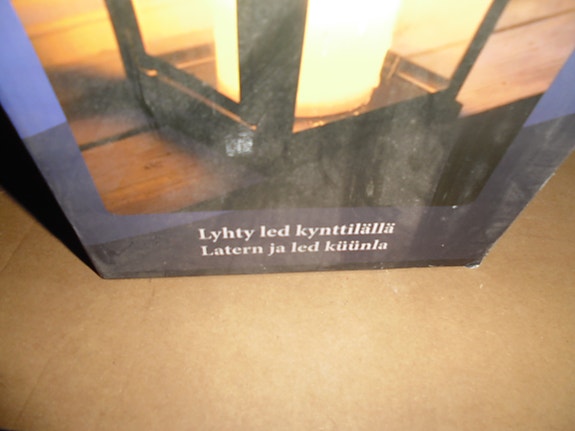 Lyhty led kynttilällä
Latern ja led küünla